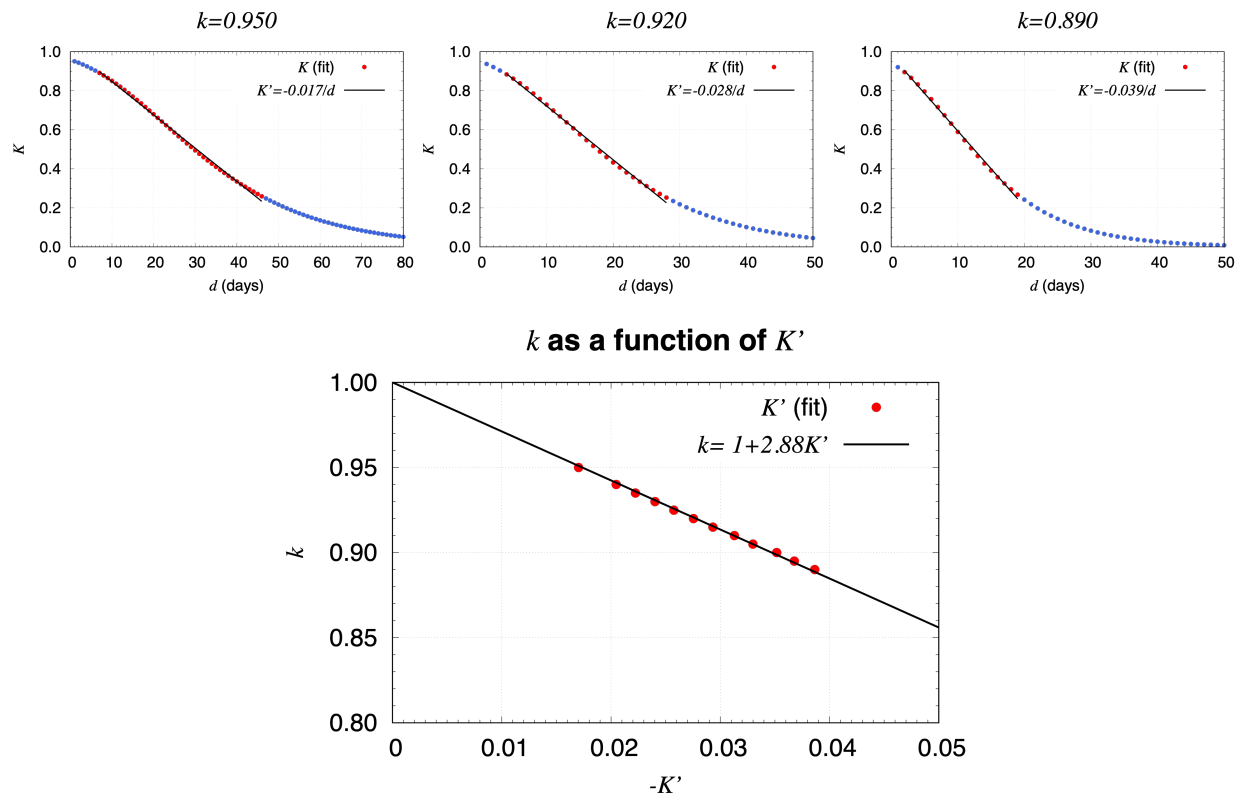 k=0.950
K (fit)
K’=-0.017/d
K
1.0
0.8
0.6
0.4
0.2
0.0
0 10 20 30 40 50 60 70 80
d (days)
k=0.920
K (fit)
K’=-0.028/d
K
1.0
0.8
0.6
0.4
0.2
0.0
0 10 20 30 40 50
d (days)
k=0.890
K (fit)
K’=-0.039/d
K
1.0
0.8
0.6
0.4
0.2
0.0
0 10 20 30 40 50
d (days)
k as a function of K’
K’ (fit)
k= 1+2.88K’
k
1.00
0.95
0.90
0.85
0.80
0 0.01 0.02 0.03 0.04 0.05
-K’